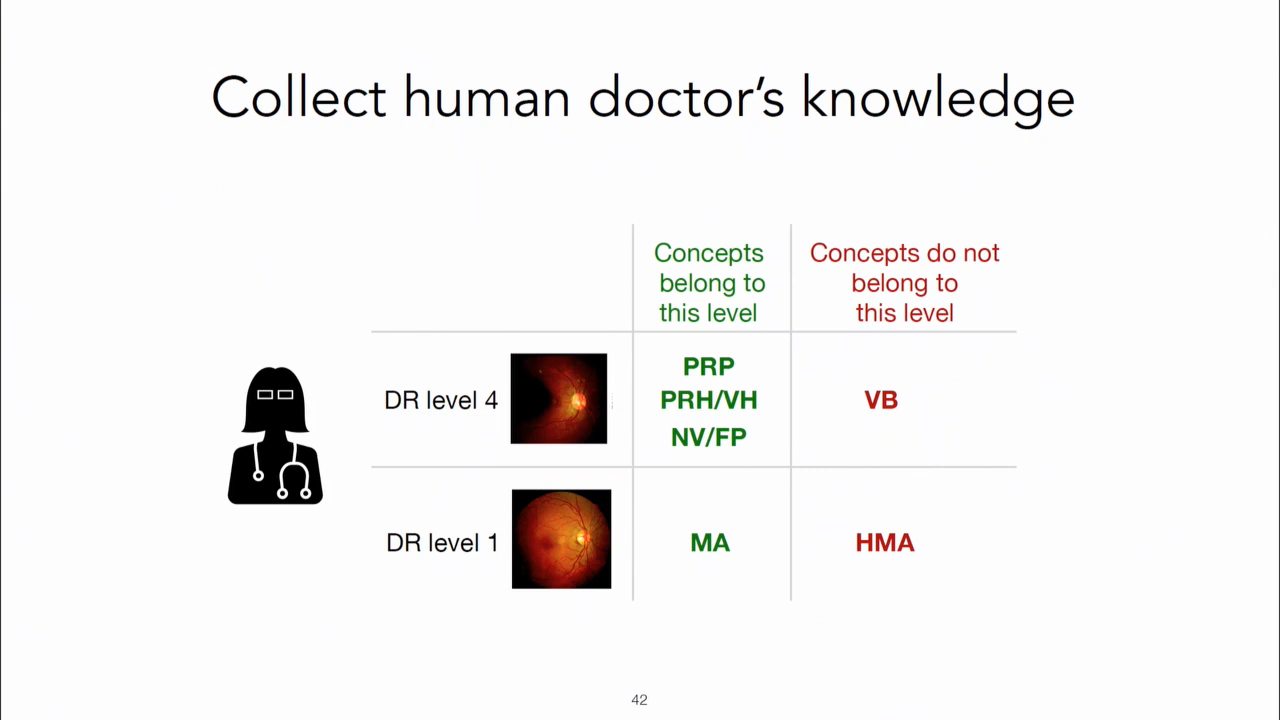 Collect human doctor's knowledge
Concepts
belong to
this level
Concepts do not
belong to
this level
DR level 4
PRP
PRH/VH
NV/FP
VB
DR level 1
MA
HMA
42